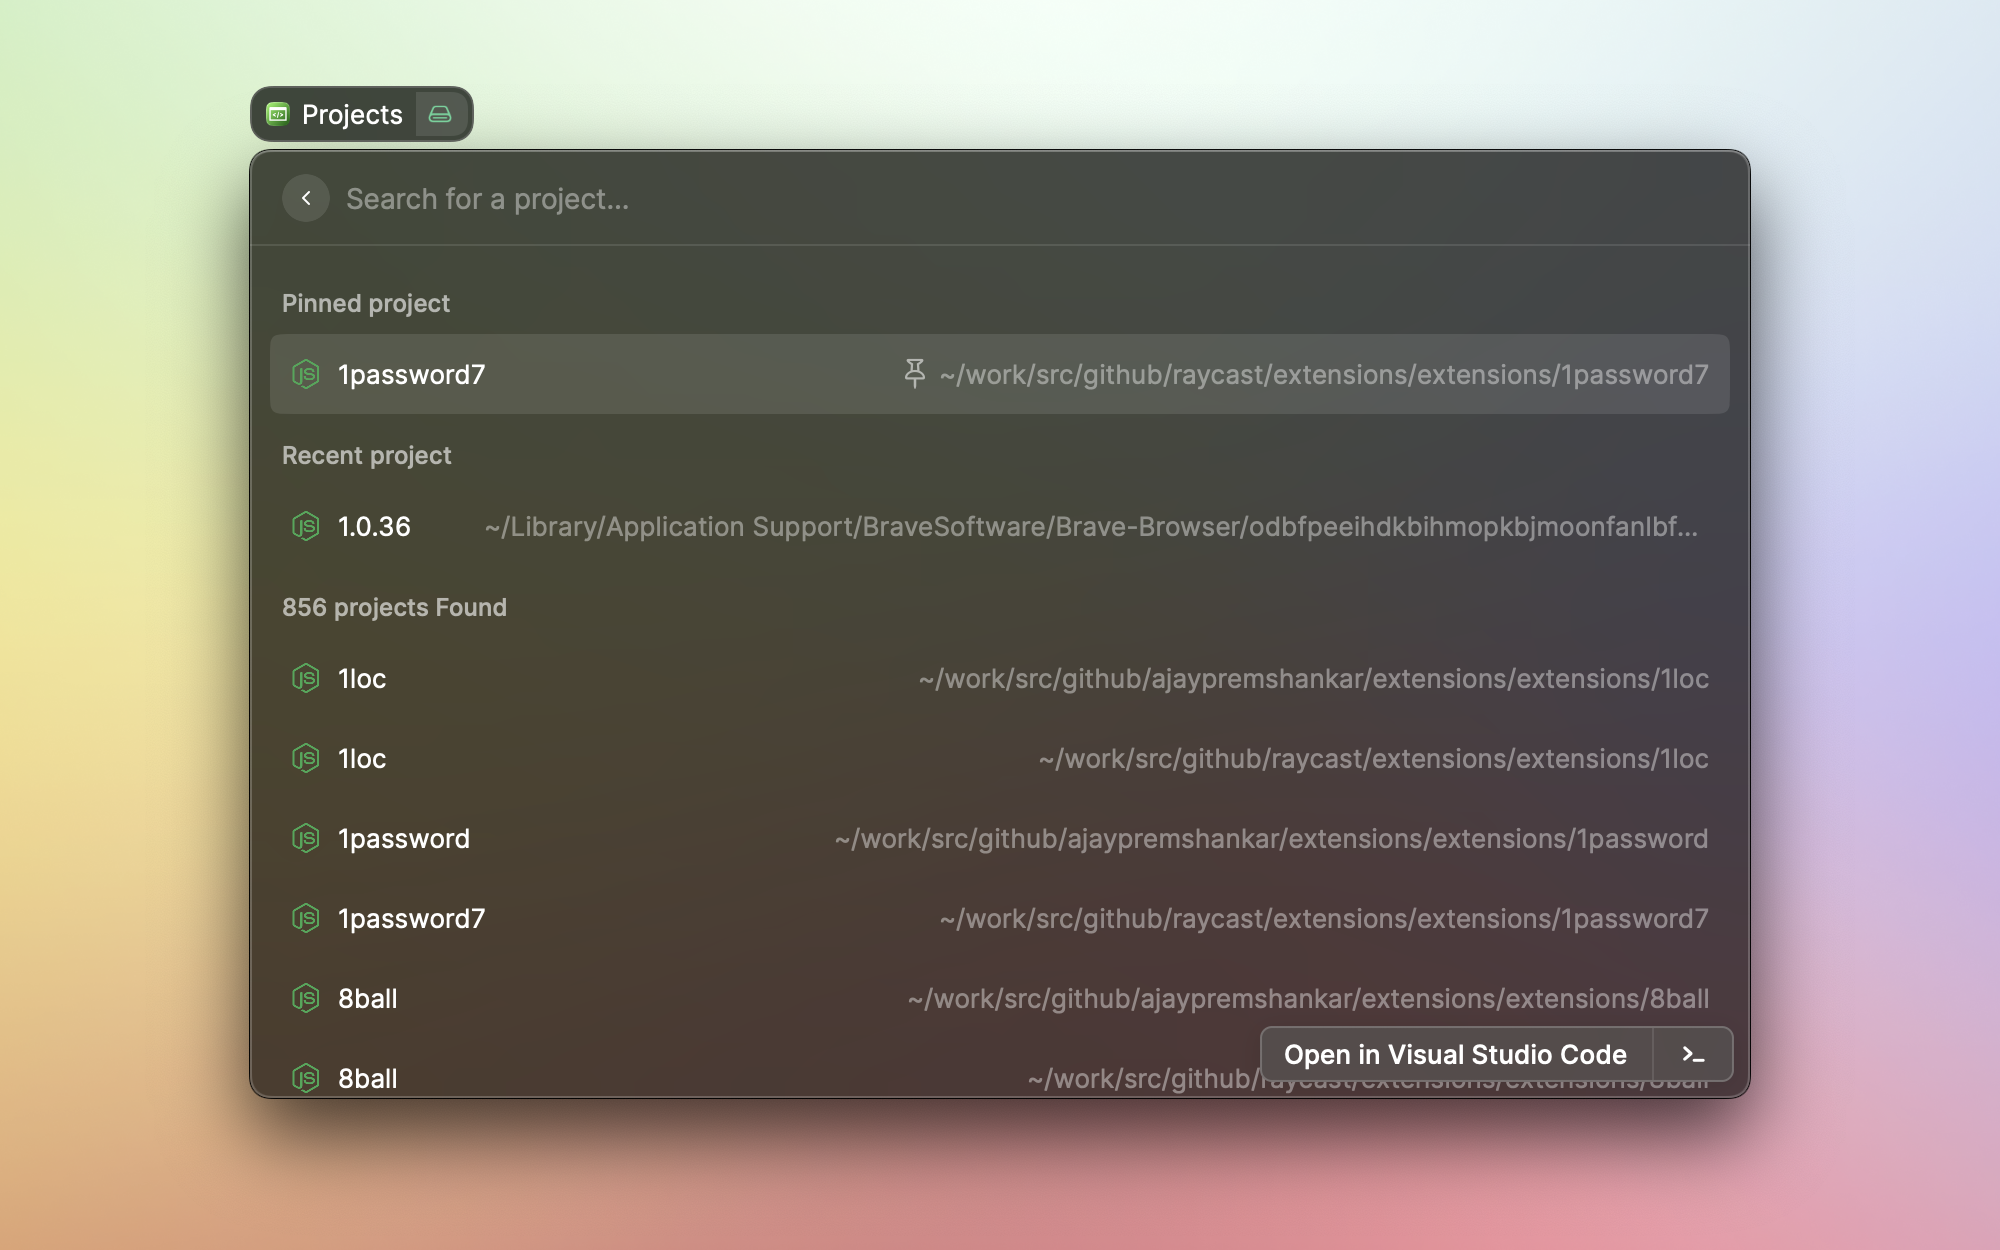 Projects
Search for a project...
Pinned project
1password7 ~/work/src/github/raycast/extensions/extensions/1password7
Recent project
1.0.36 ~/Library/Application Support/BraveSoftware/Brave-Browser/odbfpeeihdkbihmopkbjmoonfanlbf...
856 projects Found
1loc ~/work/src/github/ajaypremshankar/extensions/extensions/1loc
1loc ~/work/src/github/raycast/extensions/extensions/1loc
1password ~/work/src/github/ajaypremshankar/extensions/extensions/1password
1password7 ~/work/src/github/raycast/extensions/extensions/1password7
8ball ~/work/src/github/ajaypremshankar/extensions/extensions/8ball
8ball ~/work/src/github/raycast/extensions/extensions/8ball
Open in Visual Studio Code >_